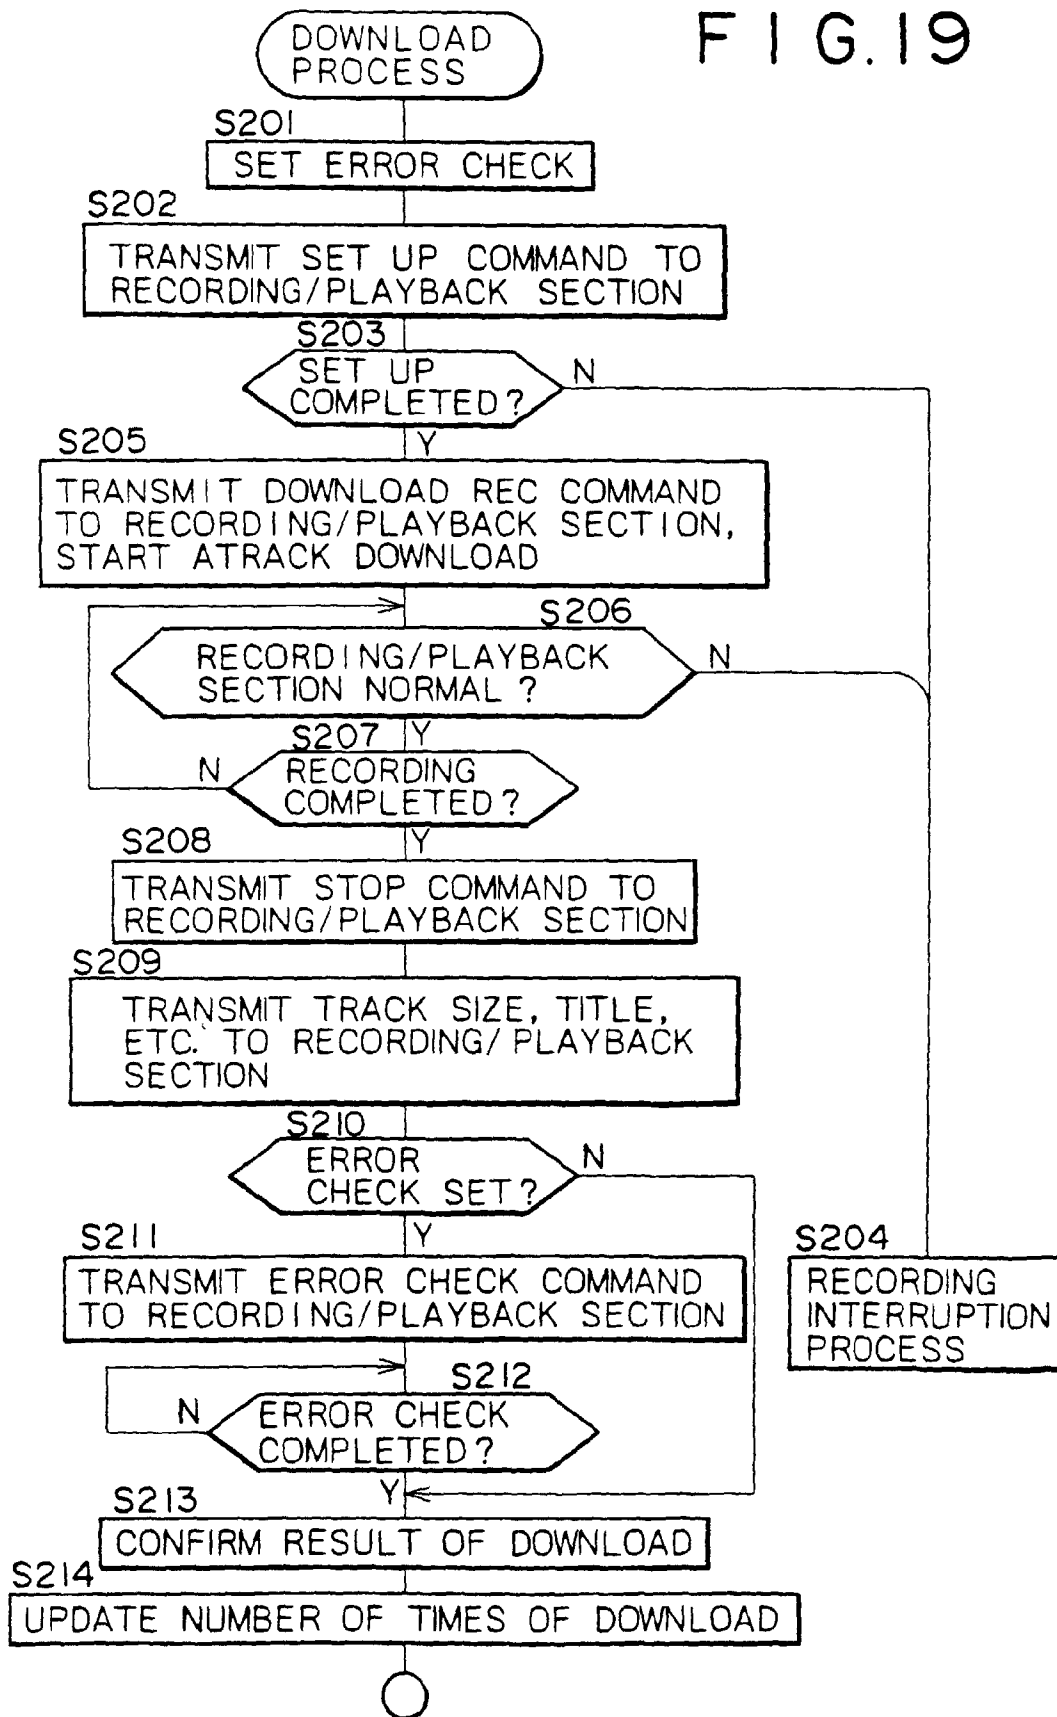 FIG.19
DOWNLOAD
PROCESS
S201
SET ERROR CHECK
S202
TRANSMIT SET UP COMMAND TO
RECORDING/PLAYBACK SECTION
S203
SET UP
COMPLETED?
N
Y
S205
TRANSMIT DOWNLOAD REC COMMAND
TO RECORDING/PLAYBACK SECTION,
START ATRACK DOWNLOAD
S206
RECORDING/PLAYBACK
SECTION NORMAL?
N
Y
S207
RECORDING
COMPLETED?
N
Y
S208
TRANSMIT STOP COMMAND TO
RECORDING/PLAYBACK SECTION
S209
TRANSMIT TRACK SIZE, TITLE,
ETC. TO RECORDING/PLAYBACK
SECTION
S210
ERROR
CHECK SET?
N
Y
S211
TRANSMIT ERROR CHECK COMMAND
TO RECORDING/PLAYBACK SECTION
S204
RECORDING
INTERRUPTION
PROCESS
S212
ERROR CHECK
COMPLETED?
N
Y
S213
CONFIRM RESULT OF DOWNLOAD
S214
UPDATE NUMBER OF TIMES OF DOWNLOAD